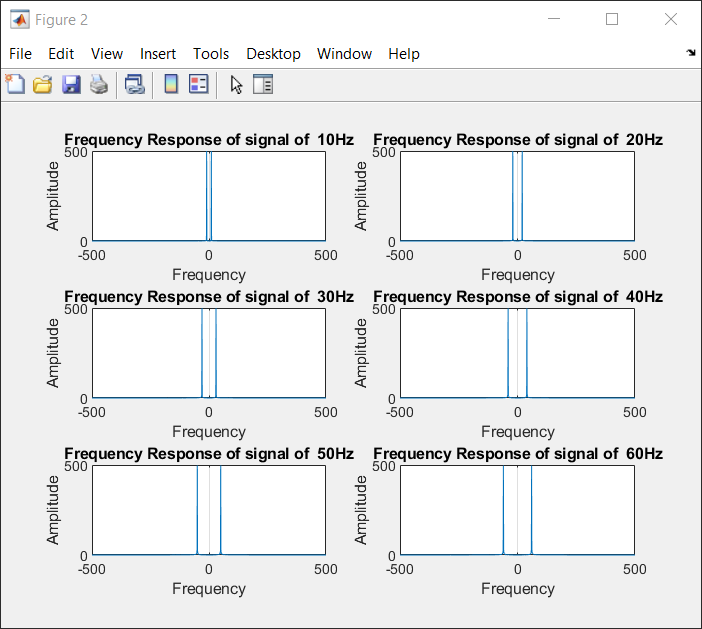 Figure 2
File Edit View Insert Tools Desktop Window Help
Frequency Response of signal of 10Hz
500
Amplitude
0
-500 0 500
Frequency
Frequency Response of signal of 20Hz
500
Amplitude
0
-500 0 500
Frequency
Frequency Response of signal of 30Hz
500
Amplitude
0
-500 0 500
Frequency
Frequency Response of signal of 40Hz
500
Amplitude
0
-500 0 500
Frequency
Frequency Response of signal of 50Hz
500
Amplitude
0
-500 0 500
Frequency
Frequency Response of signal of 60Hz
500
Amplitude
0
-500 0 500
Frequency